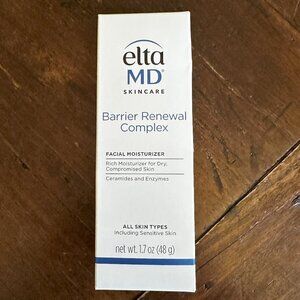 elta
MD®
SKINCARE
Barrier Renewal
Complex
FACIAL MOISTURIZER
Rich Moisturizer for Dry,
Compromised Skin
Ceramides and Enzymes
ALL SKIN TYPES
Including Sensitive Skin
net wt. 1.7 oz (48 g)